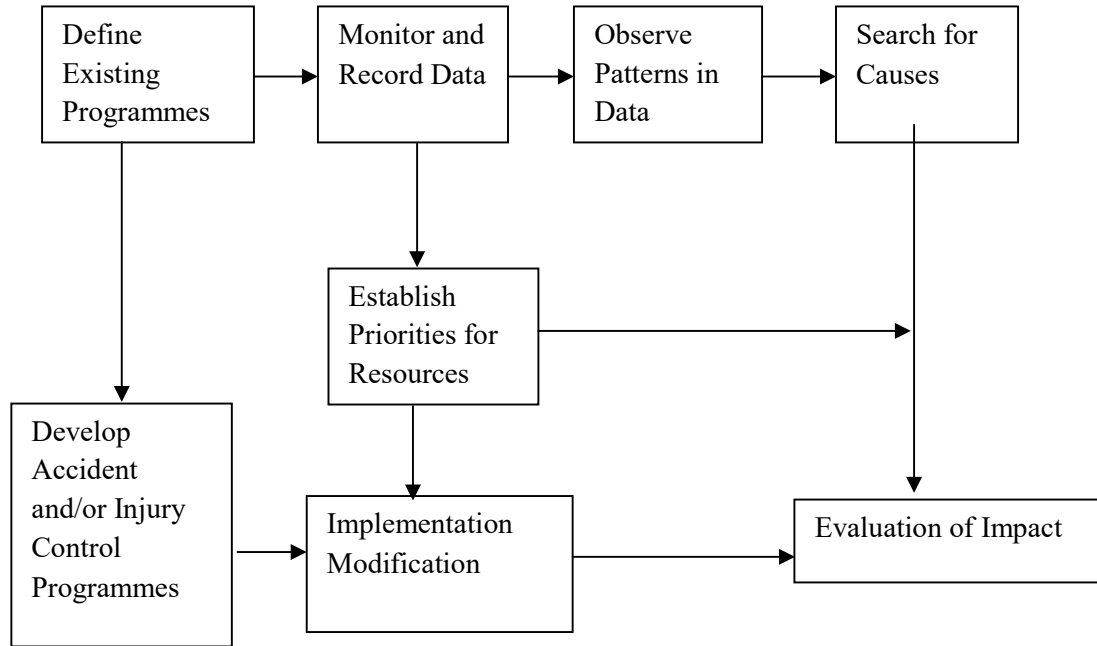 Define
Existing
Programmes
Monitor and
Record Data
Observe
Patterns in
Data
Search for
Causes
Establish
Priorities for
Resources
Develop
Accident
and/or Injury
Control
Programmes
Implementation
Modification
Evaluation of Impact